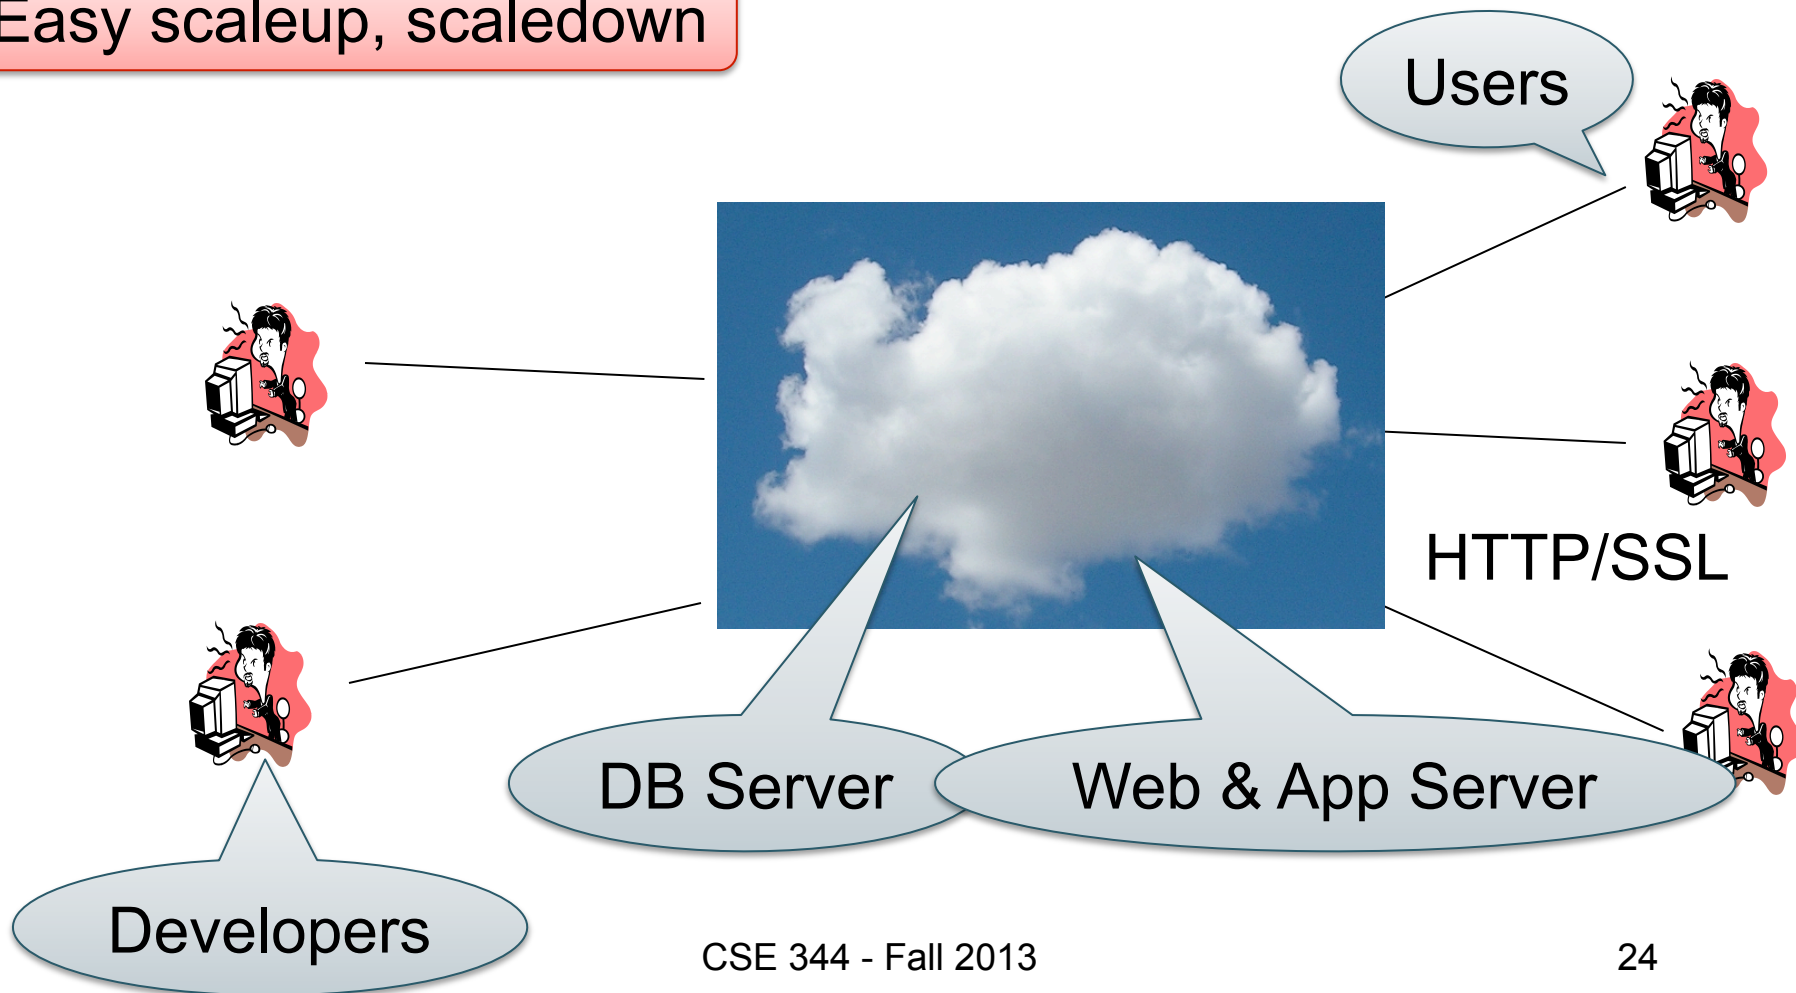 Easy scaleup, scaledown
Users
HTTP/SSL
DB Server
Web & App Server
Developers
CSE 344 - Fall 2013
24